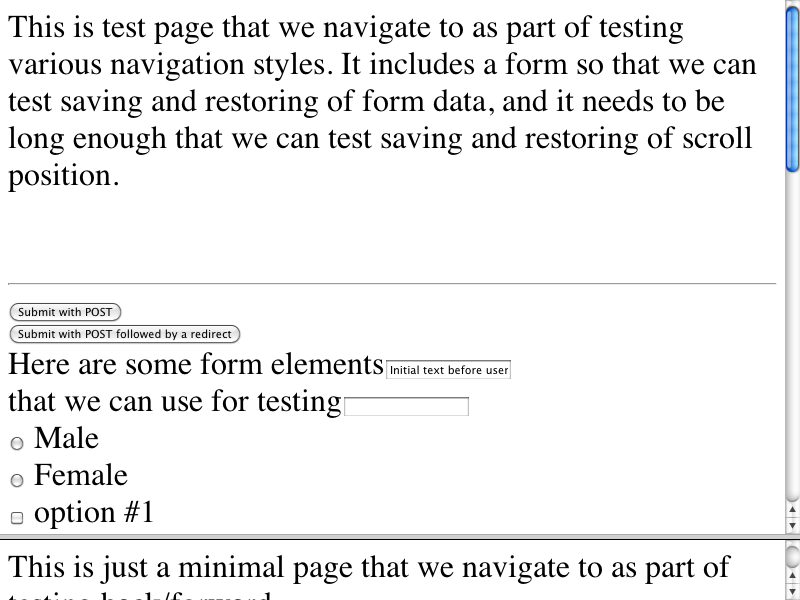 This is test page that we navigate to as part of testing
various navigation styles. It includes a form so that we can
test saving and restoring of form data, and it needs to be
long enough that we can test saving and restoring of scroll
position.
Submit with POST
Submit with POST followed by a redirect
Here are some form elements Initial text before user
that we can use for testing
Male
Female
option #1
This is just a minimal page that we navigate to as part of
testing back/forward